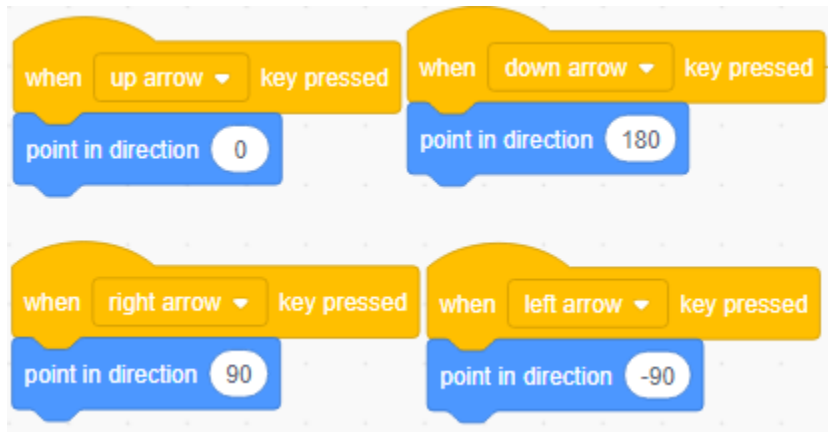 when up arrow key pressed
point in direction 0
when down arrow key pressed
point in direction 180
when right arrow key pressed
point in direction 90
when left arrow key pressed
point in direction -90